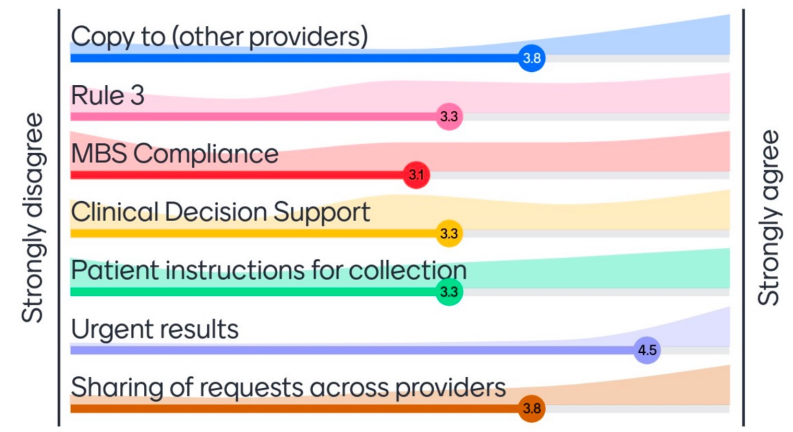 Strongly disagree
Copy to (other providers)
3.8
Rule 3
3.3
MBS Compliance
3.1
Clinical Decision Support
3.3
Patient instructions for collection
3.3
Urgent results
4.5
Sharing of requests across providers
3.8
Strongly agree